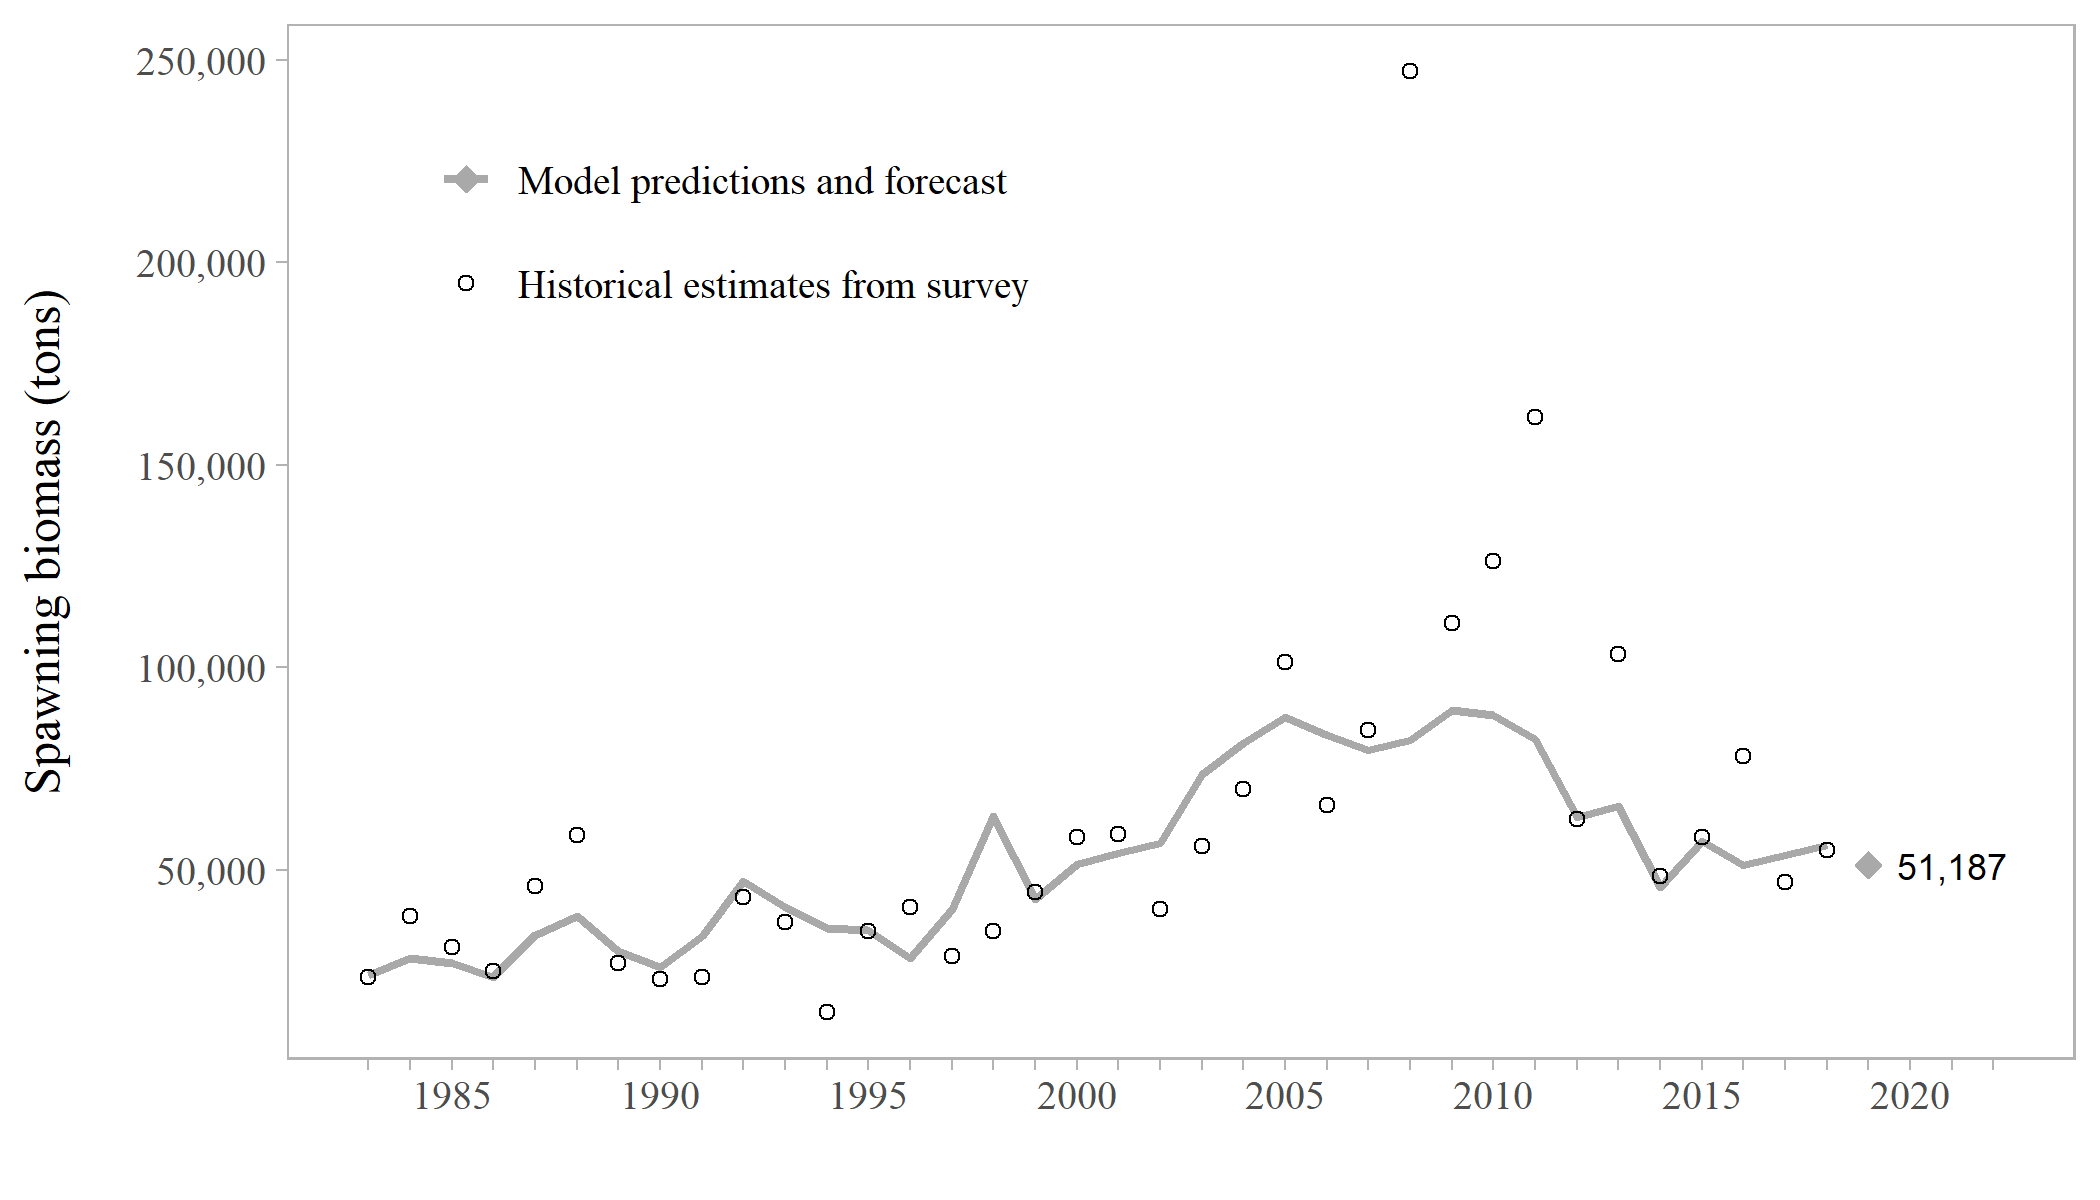 Spawning biomass (tons)
250,000
200,000
150,000
100,000
50,000
Model predictions and forecast
Historical estimates from survey
51,187
1985 1990 1995 2000 2005 2010 2015 2020